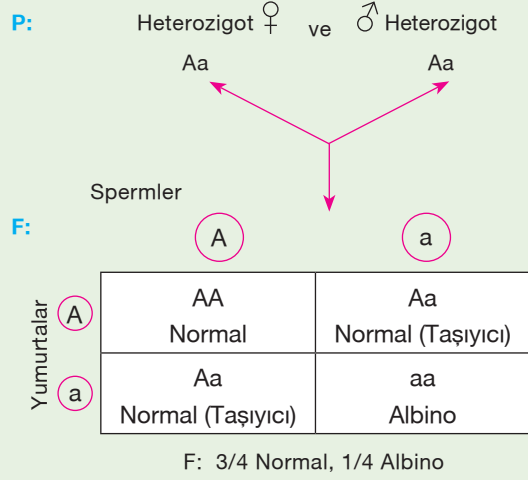 P: Heterozigot ♀ ve ♂ Heterozigot
Aa Aa
Spermler
F:
A a
Yumurtalar
A AA Aa
Normal Normal (Taşıyıcı)
a Aa aa
Normal (Taşıyıcı) Albino
F: 3/4 Normal, 1/4 Albino